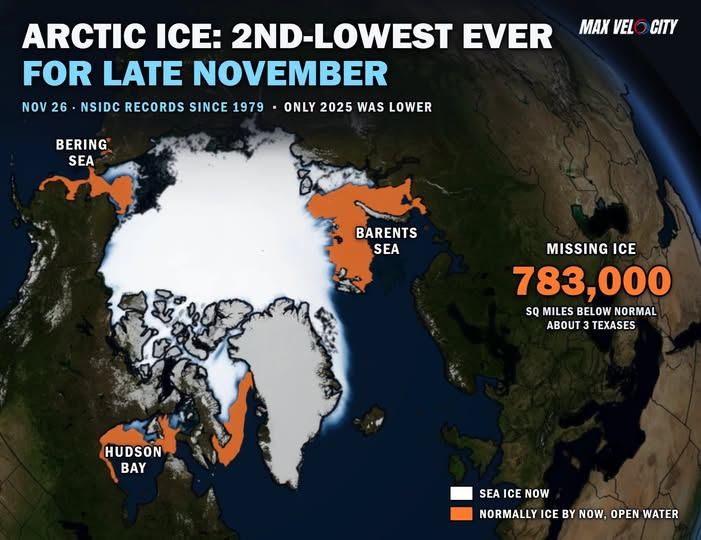 ARCTIC ICE: 2ND-LOWEST EVER
FOR LATE NOVEMBER
MAX VELOCITY
NOV 26 · NSIDC RECORDS SINCE 1979 · ONLY 2025 WAS LOWER
BERING
SEA
BARENTS
SEA
MISSING ICE
783,000
SQ MILES BELOW NORMAL
ABOUT 3 TEXASES
HUDSON
BAY
SEA ICE NOW
NORMALLY ICE BY NOW, OPEN WATER